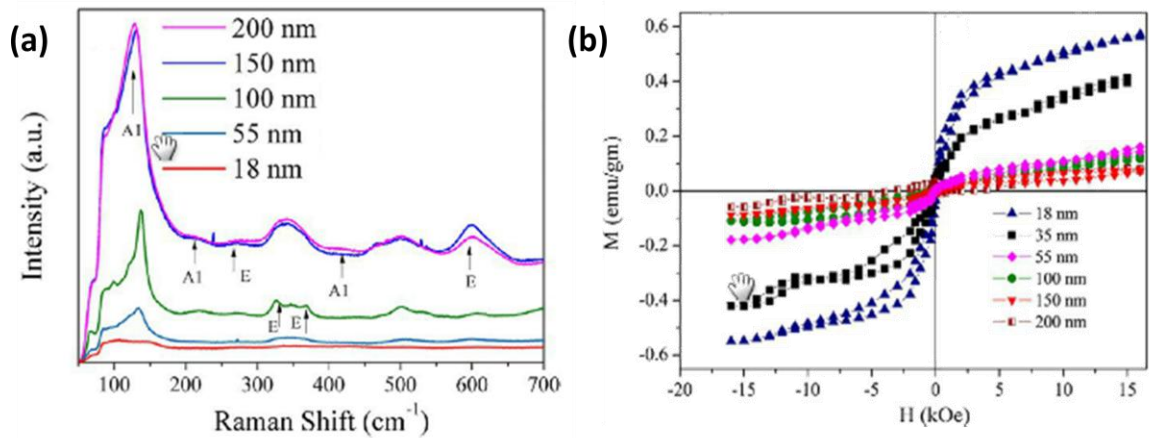 (a)
200 nm
150 nm
100 nm
55 nm
18 nm
A1
A1
E
A1
E
E
E
Intensity (a.u.)
100 200 300 400 500 600 700
Raman Shift (cm-1)
(b)
0.6
0.4
0.2
0.0
-0.2
-0.4
-0.6
M (emu/gm)
18 nm
35 nm
55 nm
100 nm
150 nm
200 nm
-20 -15 -10 -5 0 5 10 15
H (kOe)